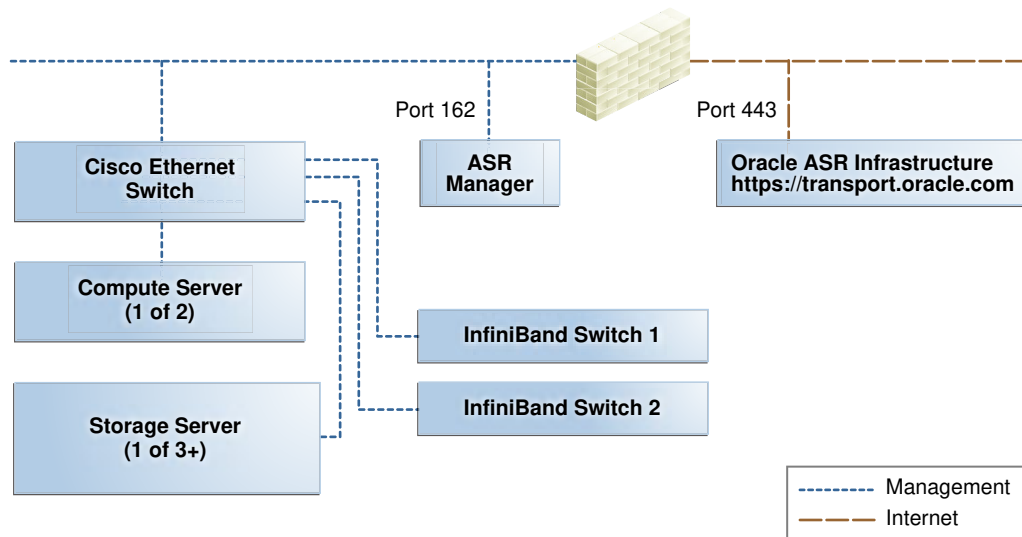 Port 162
Port 443
Cisco Ethernet
Switch
ASR
Manager
Oracle ASR Infrastructure
https://transport.oracle.com
Compute Server
(1 of 2)
InfiniBand Switch 1
InfiniBand Switch 2
Storage Server
(1 of 3+)
Management
Internet